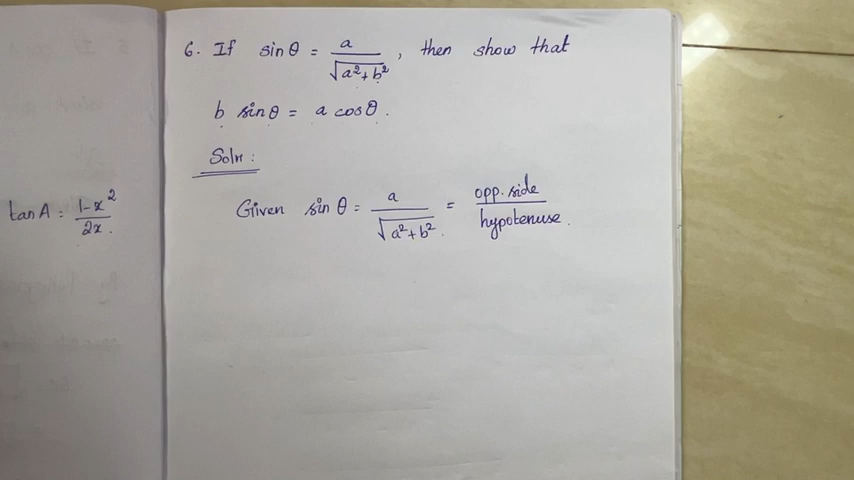 6. If sin θ = a / √(a² + b²) , then show that
b sin θ = a cos θ.
Soln :
Given sin θ = a / √(a² + b²) = opp. side / hypotenuse.
tan A = (1-x²) / 2x.